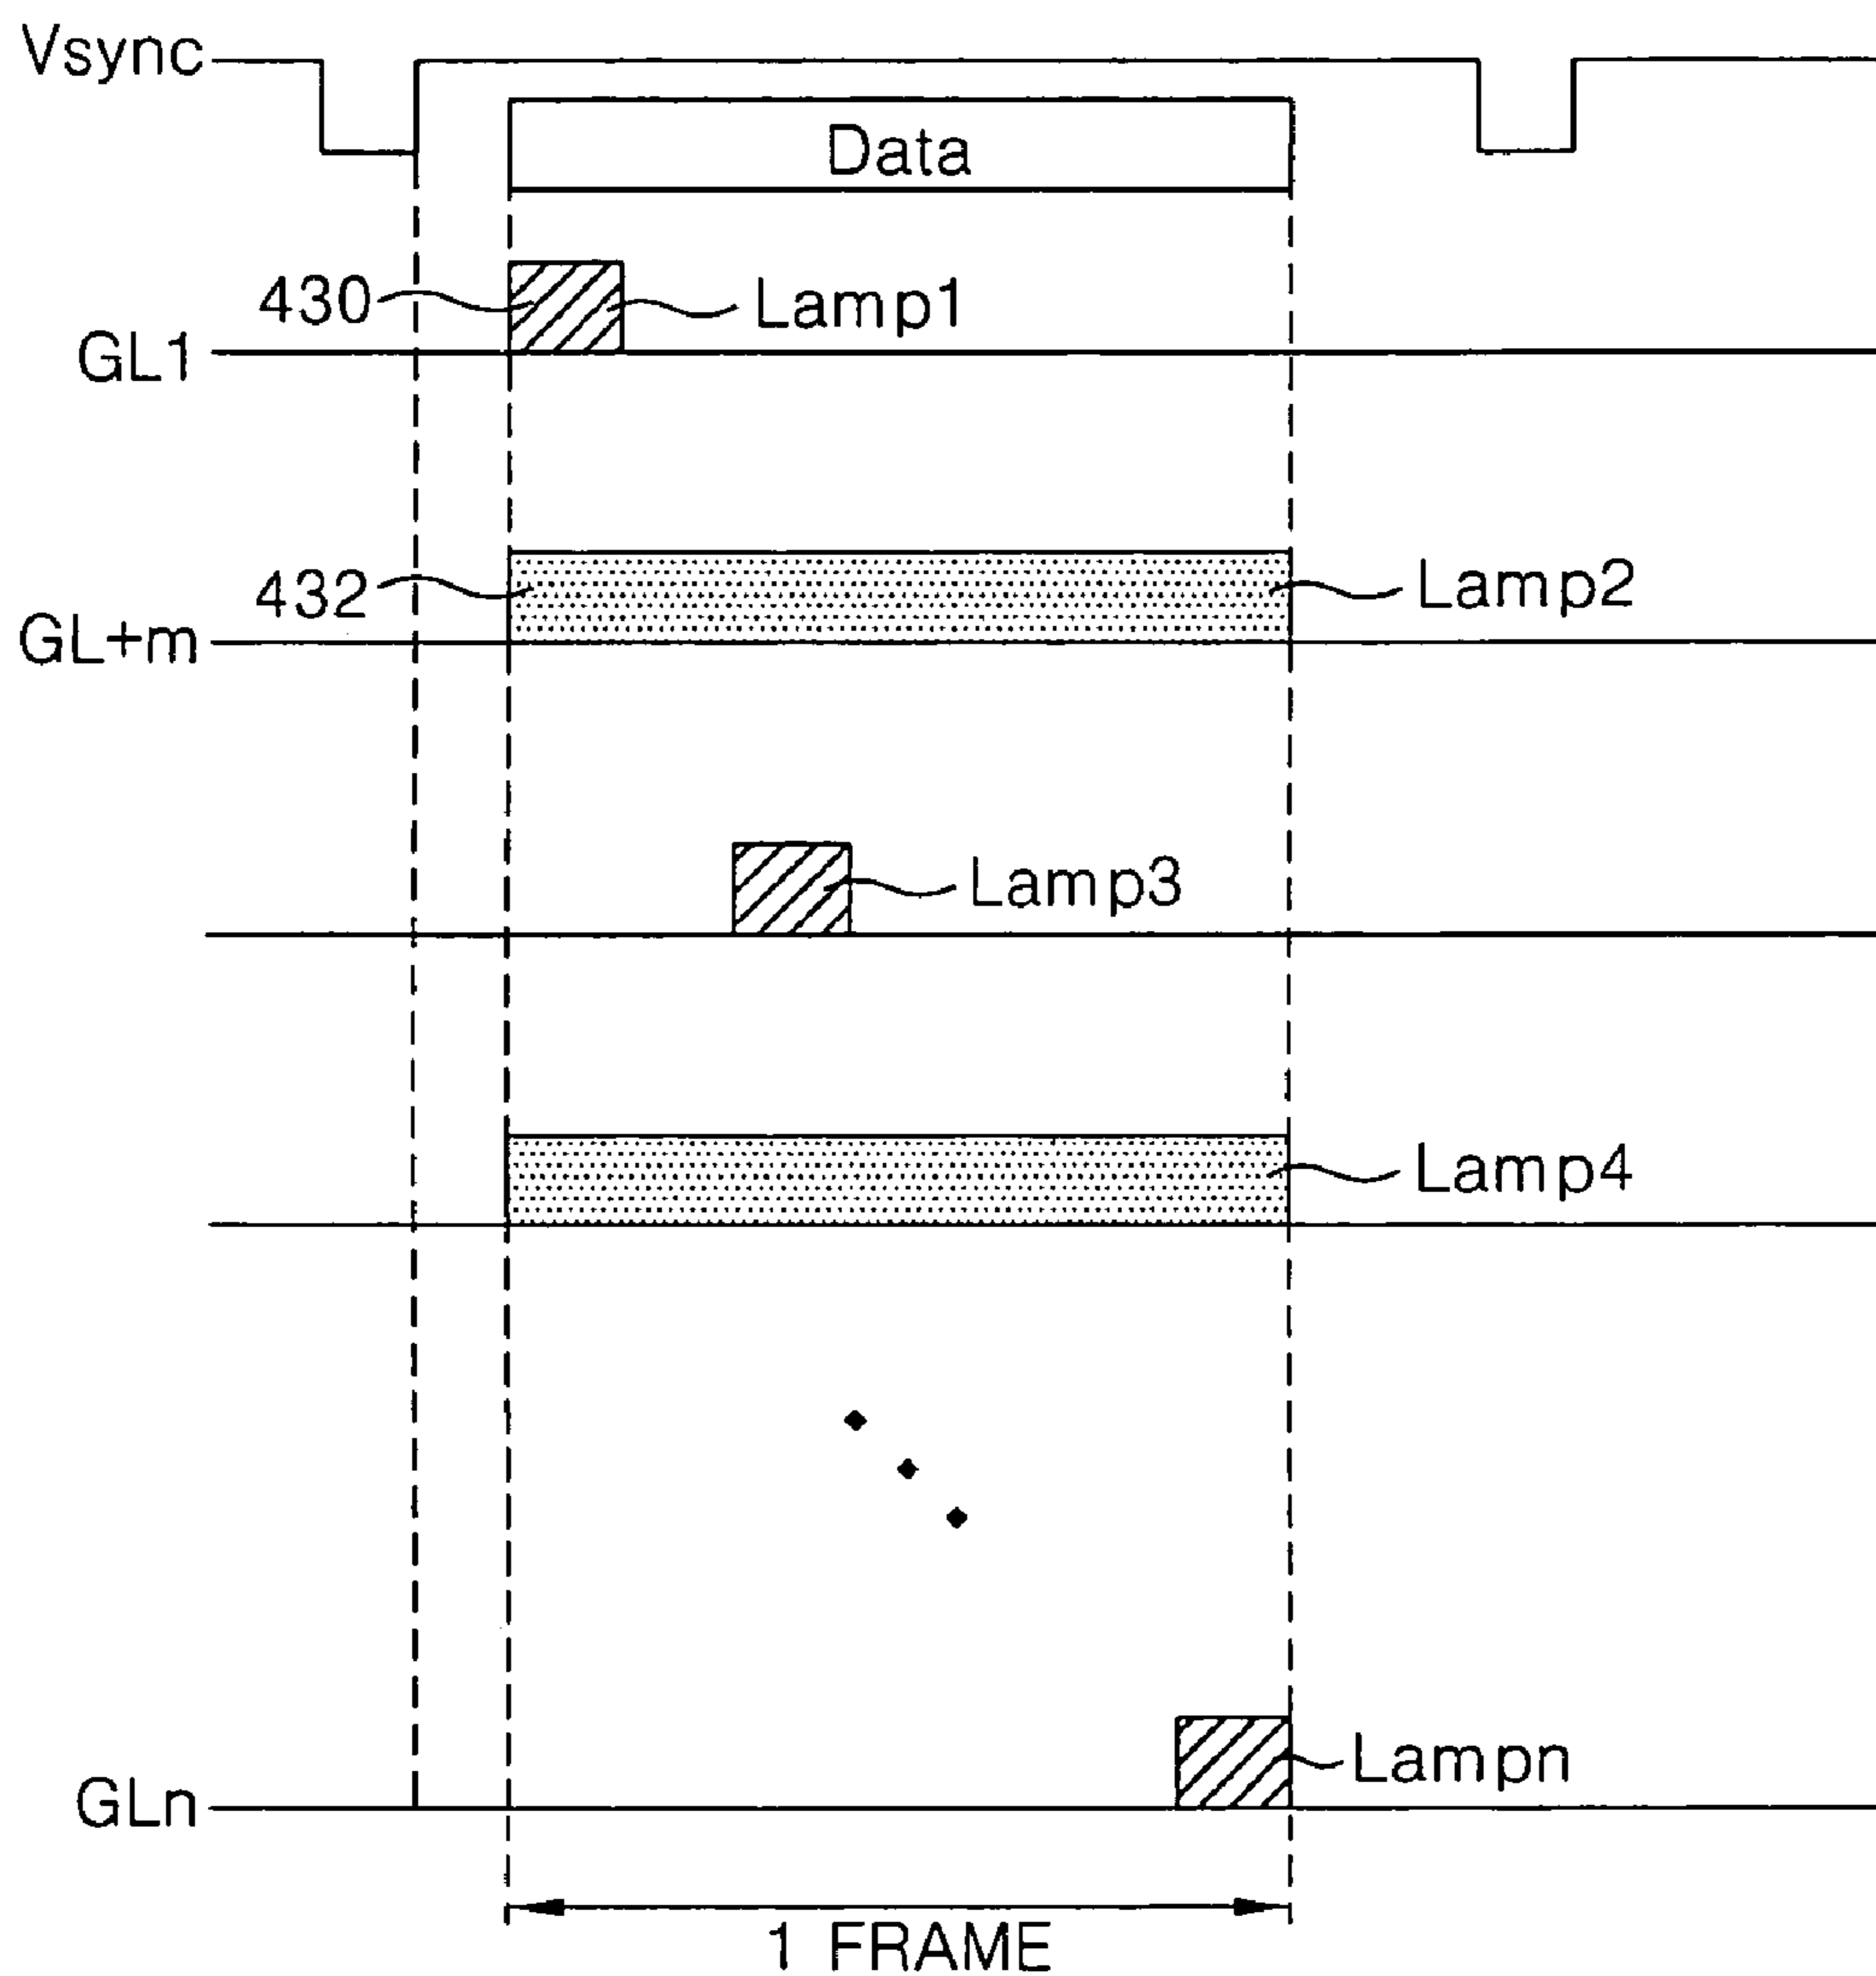 Vsync
Data
430
Lamp1
GL1
432
Lamp2
GL+m
Lamp3
Lamp4
Lampn
GLn
1 FRAME